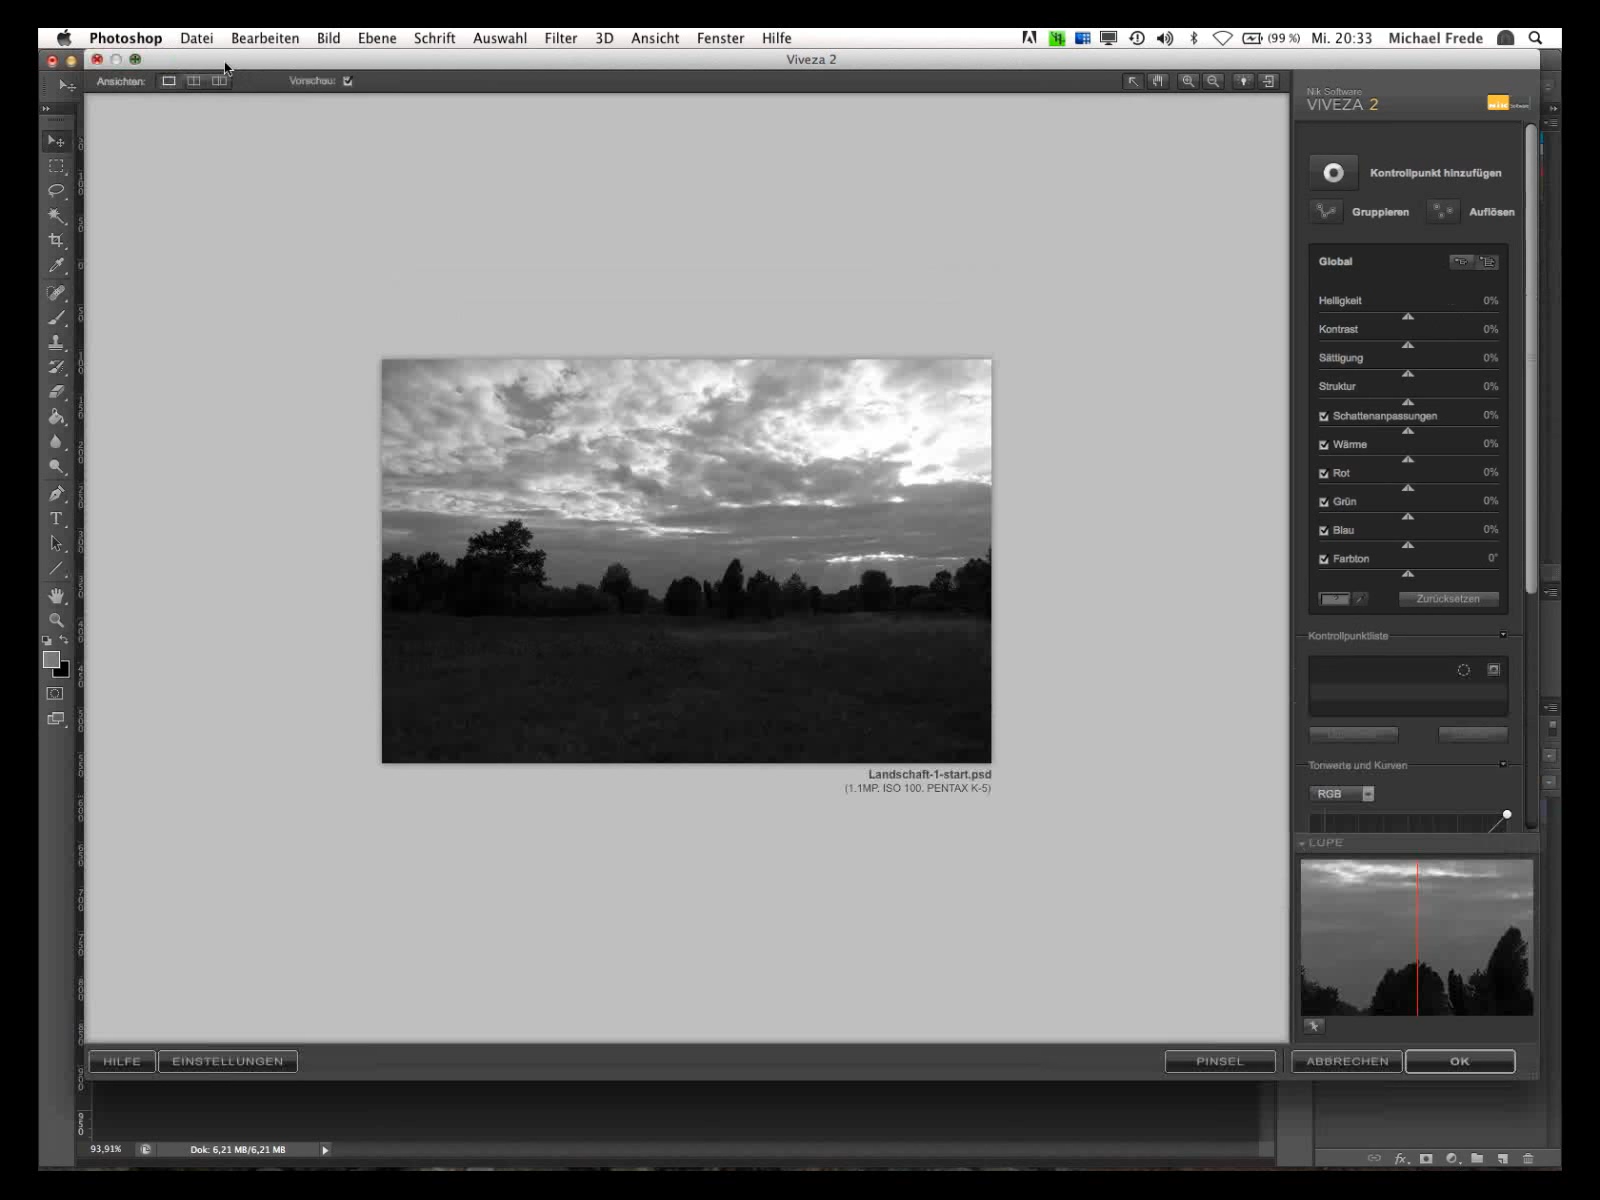 Photoshop Datei Bearbeiten Bild Ebene Schrift Auswahl Filter 3D Ansicht Fenster Hilfe (99 %) Mi. 20:33 Michael Frede
Viveza 2
Ansichten: Vorschau:
Nik Software
VIVEZA 2
Kontrollpunkt hinzufügen
Gruppieren Auflösen
Global
Helligkeit 0%
Kontrast 0%
Sättigung 0%
Struktur 0%
Schattenanpassungen 0%
Wärme 0%
Rot 0%
Grün 0%
Blau 0%
Farbton 0°
Zurücksetzen
Kontrollpunktliste
Landschaft-1-start.psd
(1.1MP, ISO 100, PENTAX K-5)
Tonwerte und Kurven
RGB
LUPE
HILFE EINSTELLUNGEN PINSEL ABBRECHEN OK
93,91% Dok: 6,21 MB/6,21 MB
fx